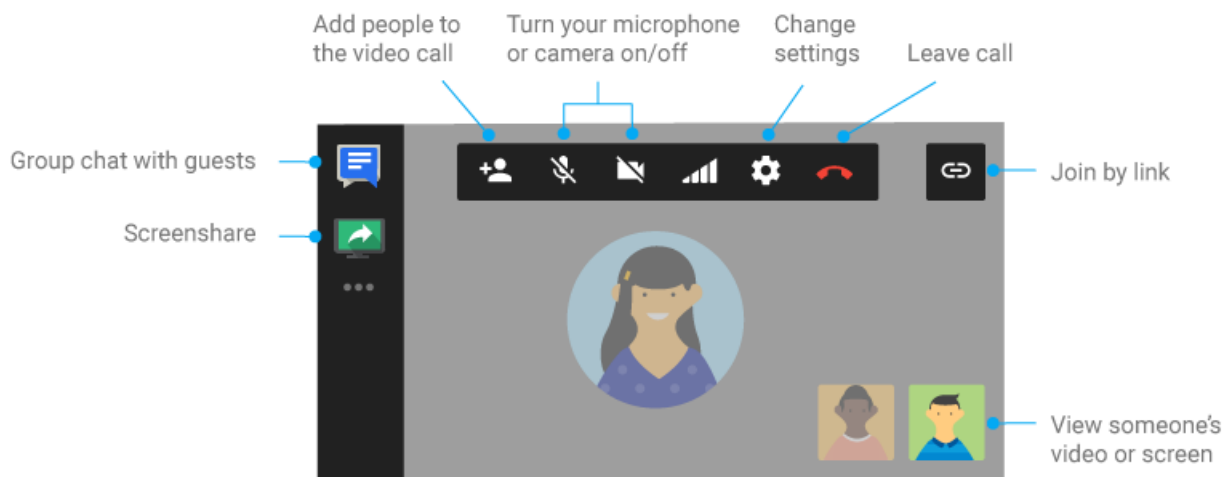 Add people to
the video call
Turn your microphone
or camera on/off
Change
settings
Leave call
Group chat with guests
Join by link
Screenshare
View someone's
video or screen